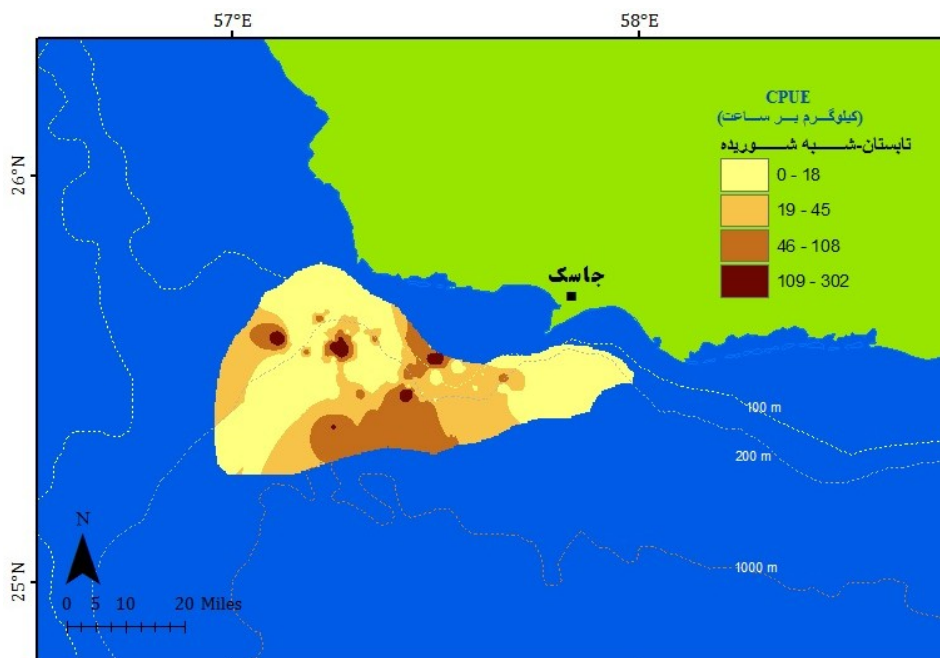 57°E
58°E
26°N
25°N
CPUE
(کیلوگرم بر ساعت)
تابستان-شبه شوریده
0 - 18
19 - 45
46 - 108
109 - 302
جاسک
100 m
200 m
1000 m
N
0 5 10 20 Miles